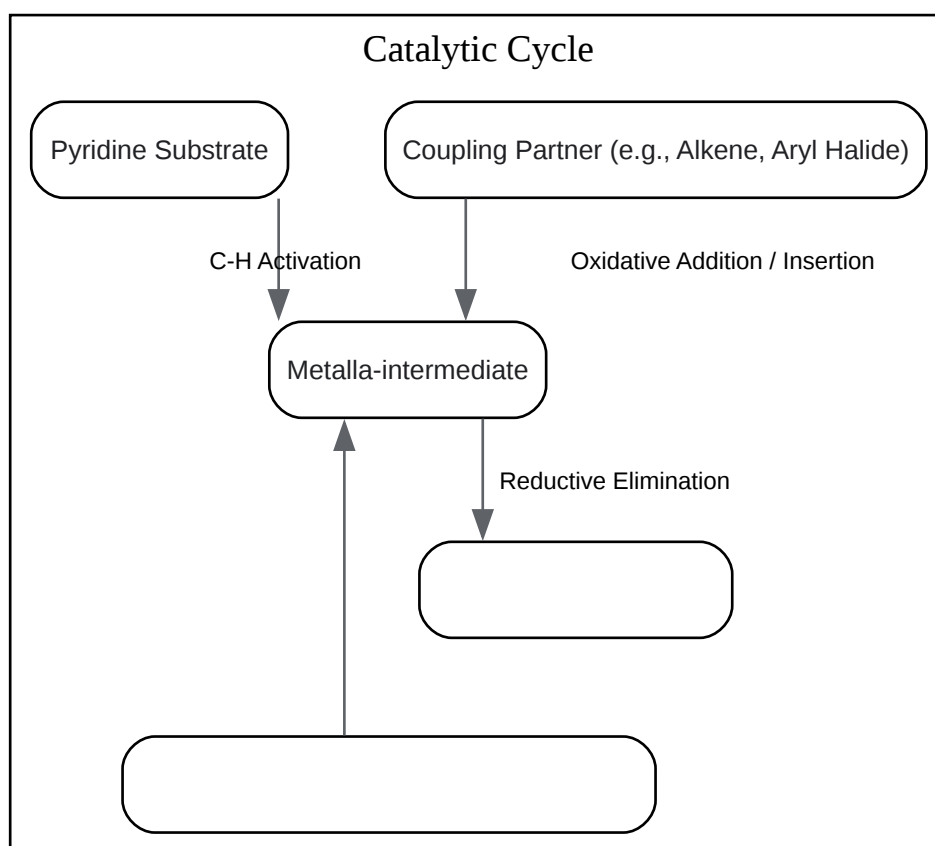 Catalytic Cycle
Pyridine Substrate
Coupling Partner (e.g., Alkene, Aryl Halide)
C-H Activation
Oxidative Addition / Insertion
Metalla-intermediate
Reductive Elimination